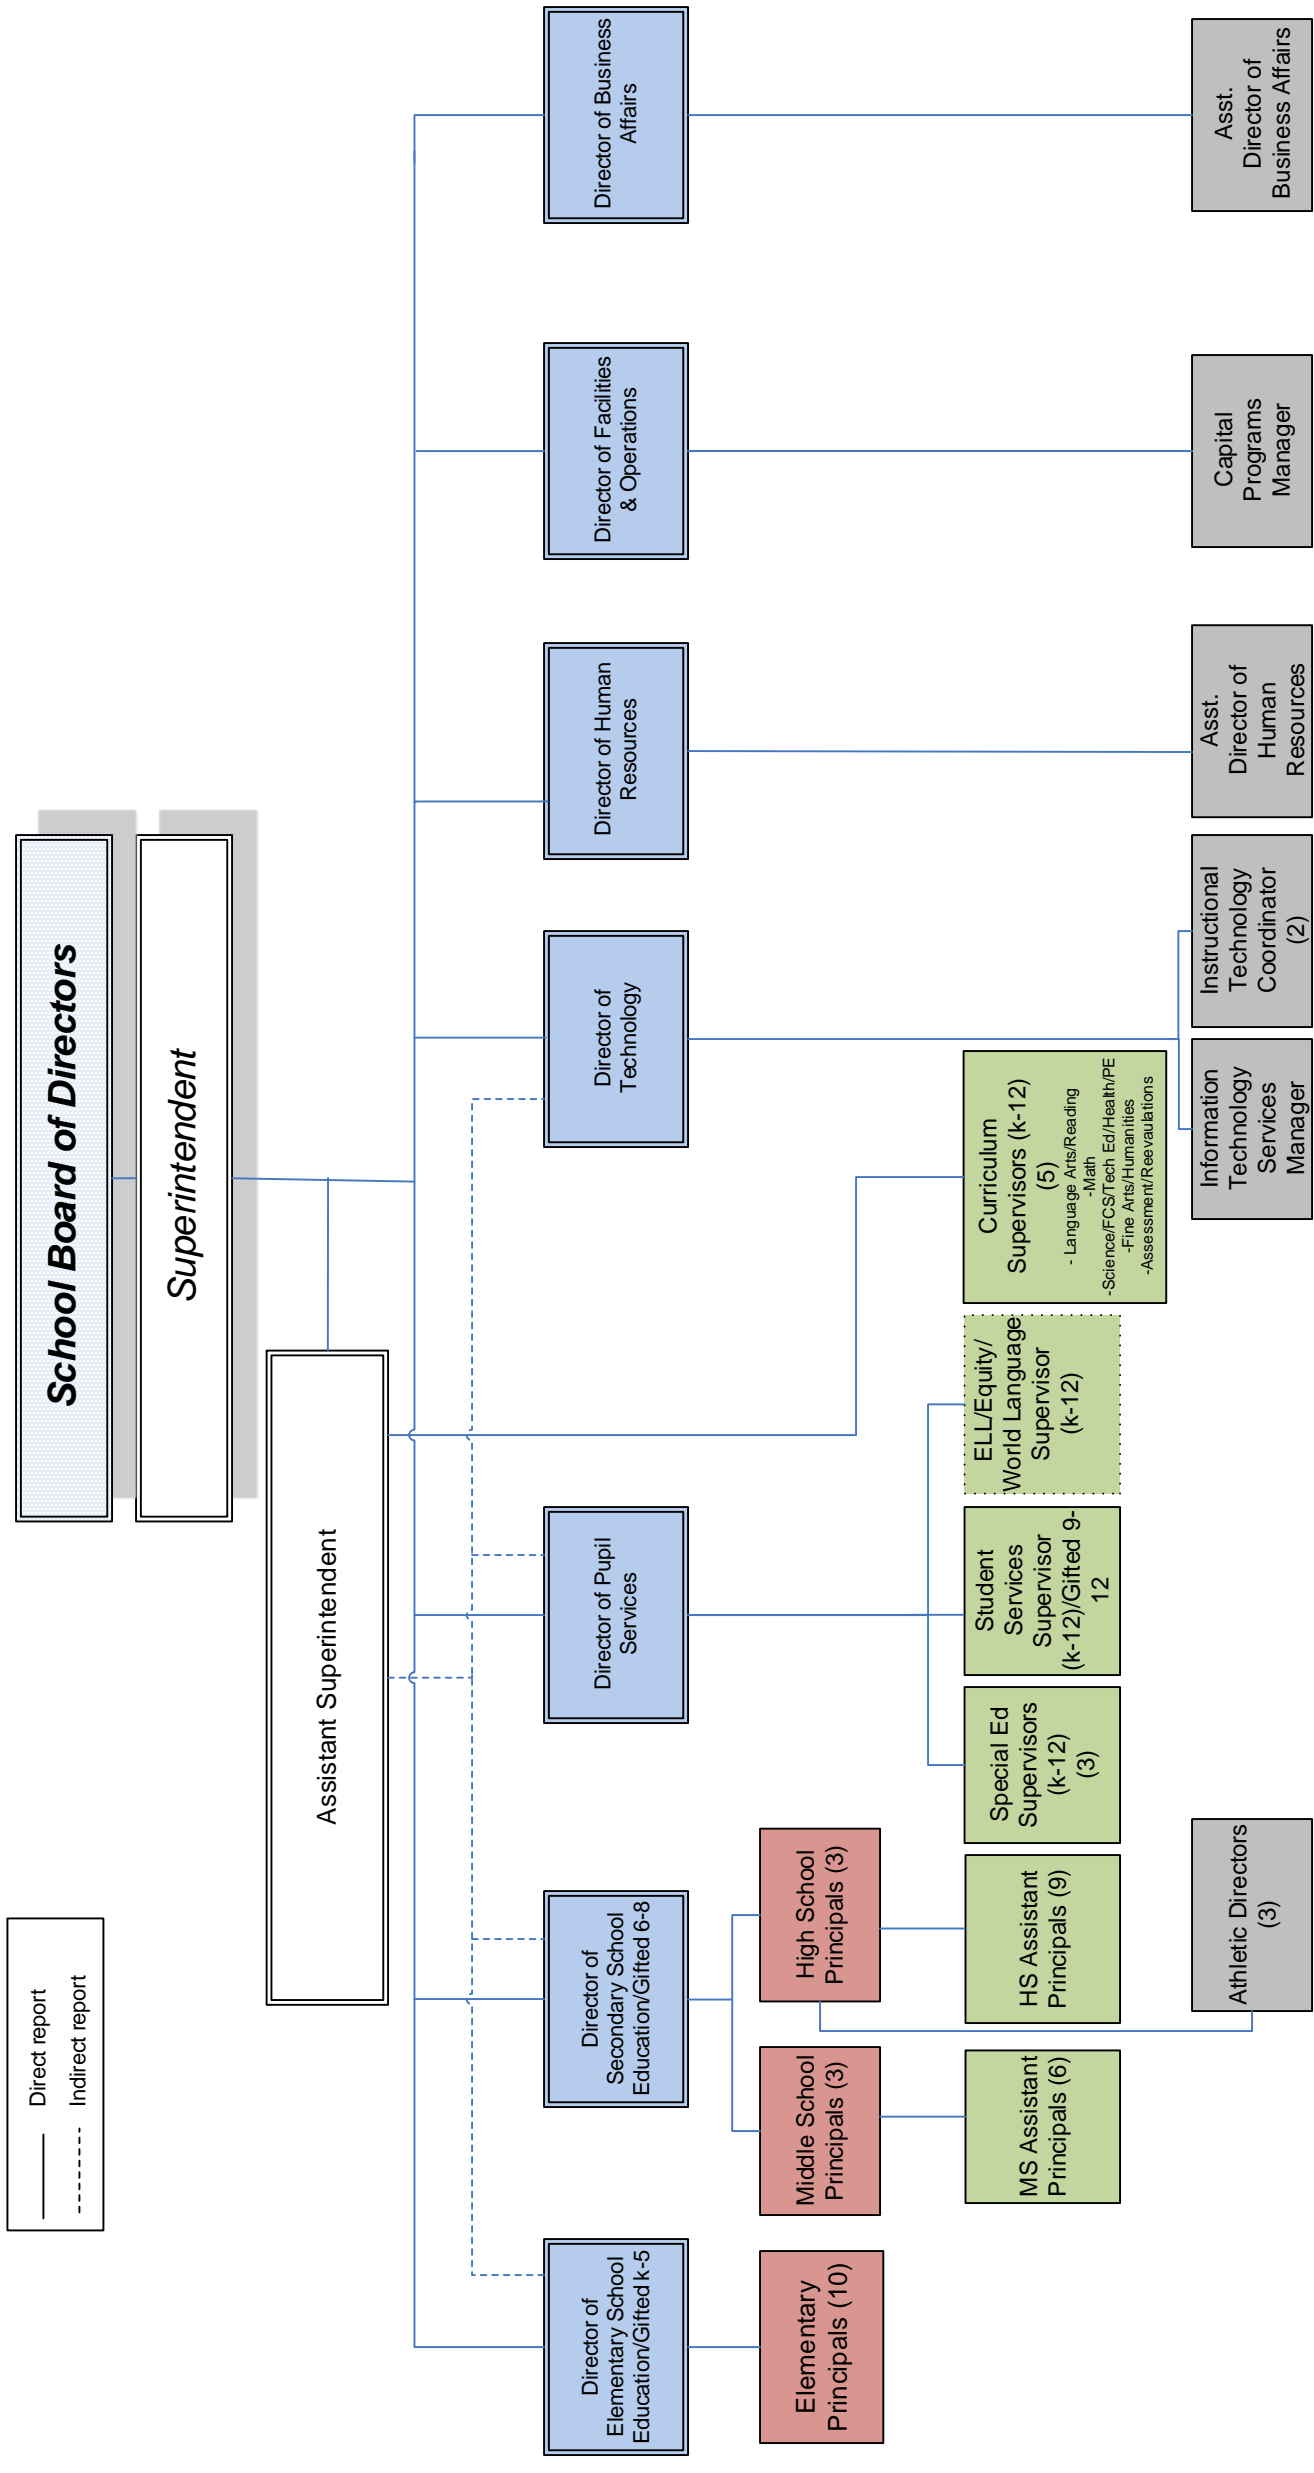 Direct report
Indirect report
School Board of Directors
Superintendent
Assistant Superintendent
Director of
Elementary School
Education/Gifted k-5
Director of
Secondary School
Education/Gifted 6-8
Director of Pupil
Services
Director of
Technology
Director of Human
Resources
Director of Facilities
& Operations
Director of Business
Affairs
Elementary
Principals (10)
Middle School
Principals (3)
High School
Principals (3)
MS Assistant
Principals (6)
HS Assistant
Principals (9)
Special Ed
Supervisors
(k-12)
(3)
Student
Services
Supervisor
(k-12)/Gifted 9-
12
ELL/Equity/
World Language
Supervisor
(k-12)
Curriculum
Supervisors (k-12)
(5)
- Language Arts/Reading
-Math
-Science/FCS/Tech Ed/Health/PE
-Fine Arts/Humanities
-Assessment/Reevaulations
Athletic Directors
(3)
Information
Technology
Services
Manager
Instructional
Technology
Coordinator
(2)
Asst.
Director of
Human
Resources
Capital
Programs
Manager
Asst.
Director of
Business Affairs